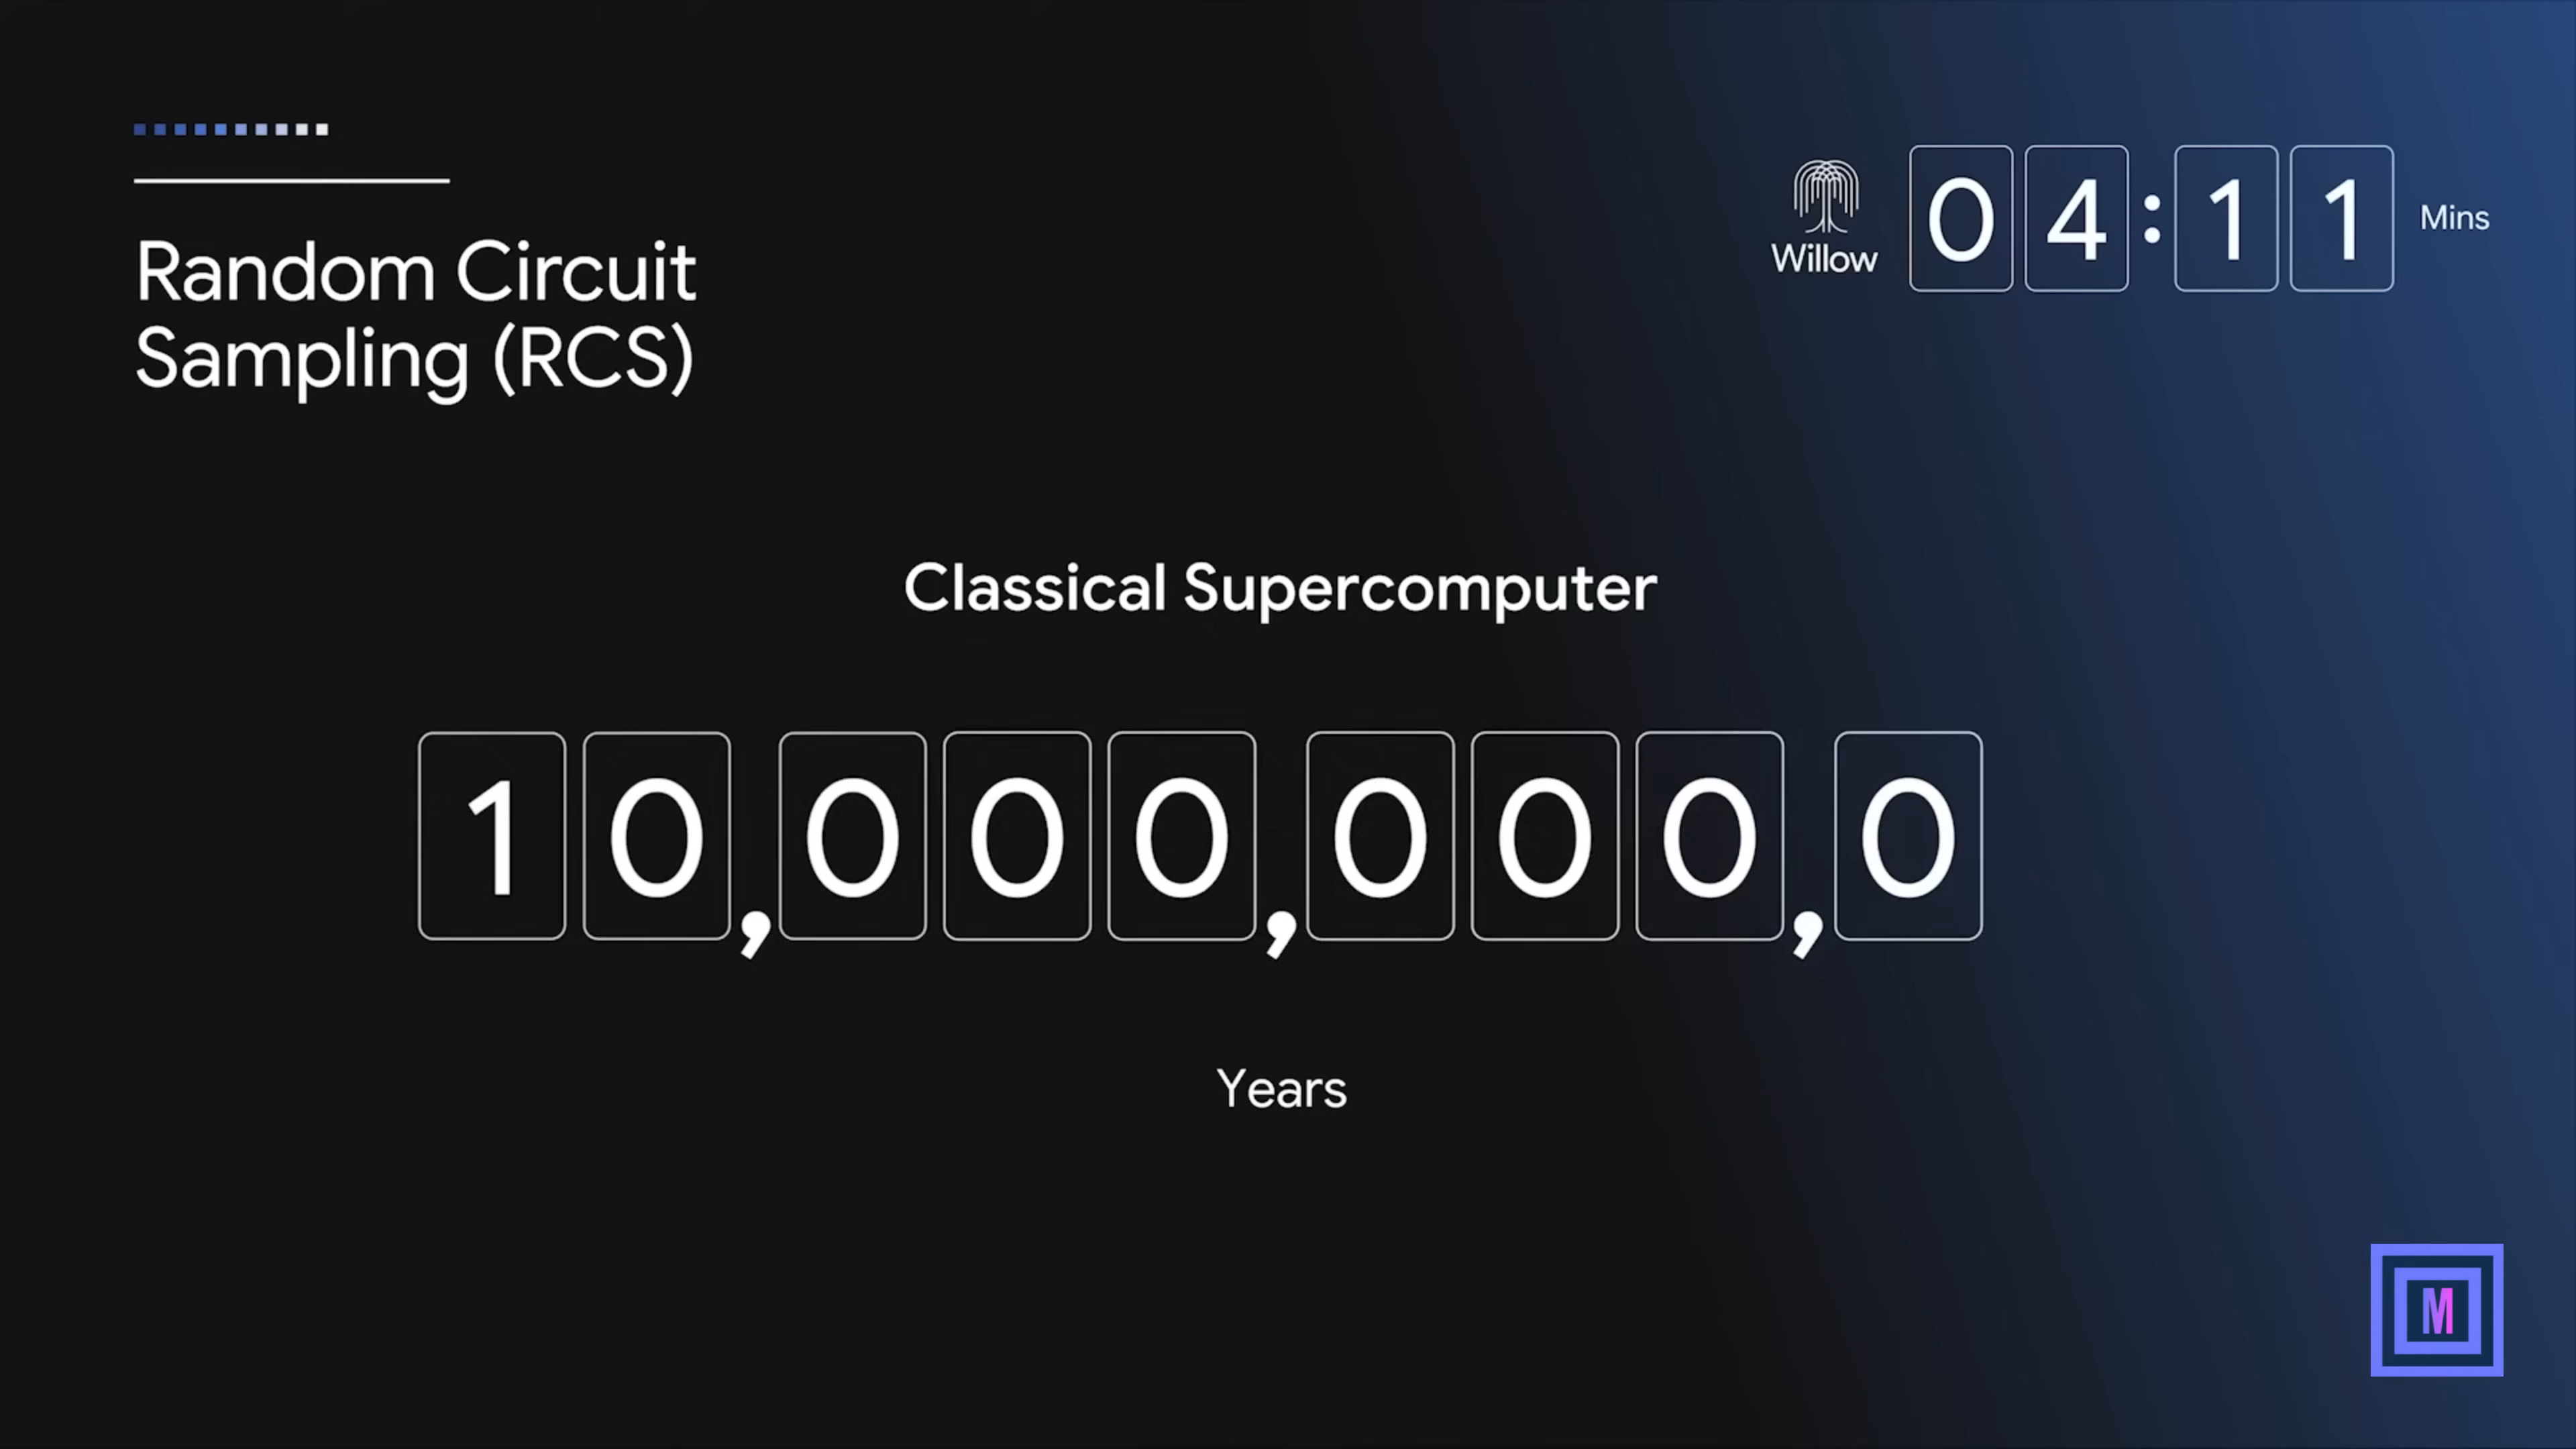 Random Circuit
Sampling (RCS)
Willow
04:11 Mins
Classical Supercomputer
10,000,000,0
Years
M